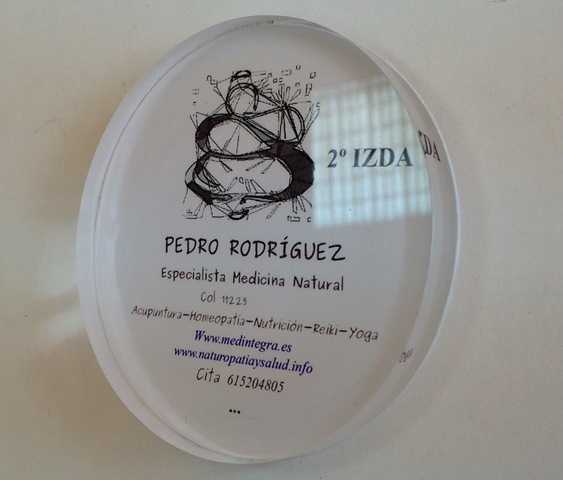 2º IZDA
PEDRO RODRÍGUEZ
Especialista Medicina Natural
Col 11223
Acupuntura-Homeopatía-Nutrición-Reiki-Yoga
Www.medintegra.es
www.naturopatiaysalud.info
Cita 615204805
...